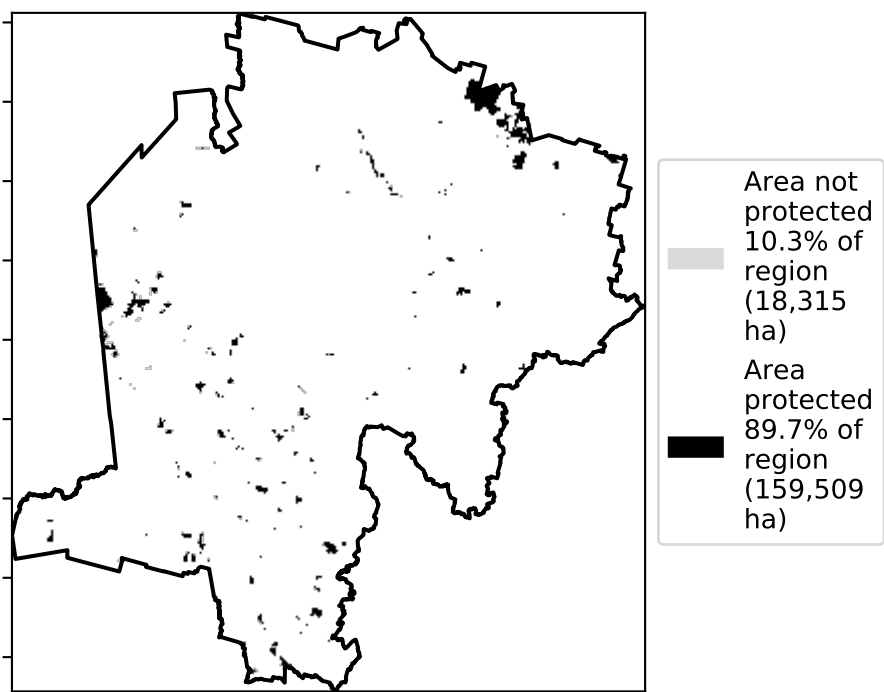 Area not
protected
10.3% of
region
(18,315
ha)
Area
protected
89.7% of
region
(159,509
ha)